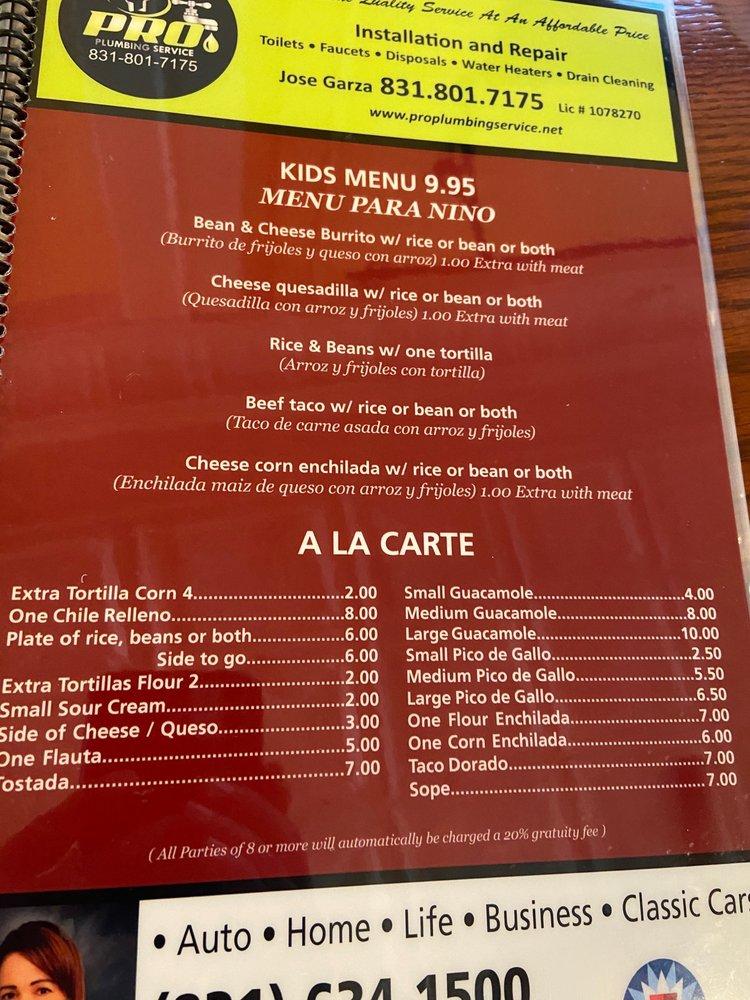 PRO
PLUMBING SERVICE
831-801-7175
Quality Service At An Affordable Price
Installation and Repair
Toilets • Faucets • Disposals • Water Heaters • Drain Cleaning
Jose Garza 831.801.7175 Lic # 1078270
www.proplumbingservice.net
KIDS MENU 9.95
MENU PARA NINO
Bean & Cheese Burrito w/ rice or bean or both
(Burrito de frijoles y queso con arroz) 1.00 Extra with meat
Cheese quesadilla w/ rice or bean or both
(Quesadilla con arroz y frijoles) 1.00 Extra with meat
Rice & Beans w/ one tortilla
(Arroz y frijoles con tortilla)
Beef taco w/ rice or bean or both
(Taco de carne asada con arroz y frijoles)
Cheese corn enchilada w/ rice or bean or both
(Enchilada maiz de queso con arroz y frijoles) 1.00 Extra with meat
A LA CARTE
Extra Tortilla Corn 4..............................2.00
One Chile Relleno..................................8.00
Plate of rice, beans or both.....................6.00
Side to go.........................6.00
Extra Tortillas Flour 2.............................2.00
Small Sour Cream...................................2.00
Side of Cheese / Queso..........................3.00
One Flauta................................................5.00
Tostada......................................................7.00
Small Guacamole..............................4.00
Medium Guacamole..........................8.00
Large Guacamole.............................10.00
Small Pico de Gallo............................2.50
Medium Pico de Gallo.......................5.50
Large Pico de Gallo............................6.50
One Flour Enchilada..........................7.00
One Corn Enchilada...........................6.00
Taco Dorado.......................................7.00
Sope....................................................7.00
( All Parties of 8 or more will automatically be charged a 20% gratuity fee )
• Auto • Home • Life • Business • Classic Cars
(831) 634-1500